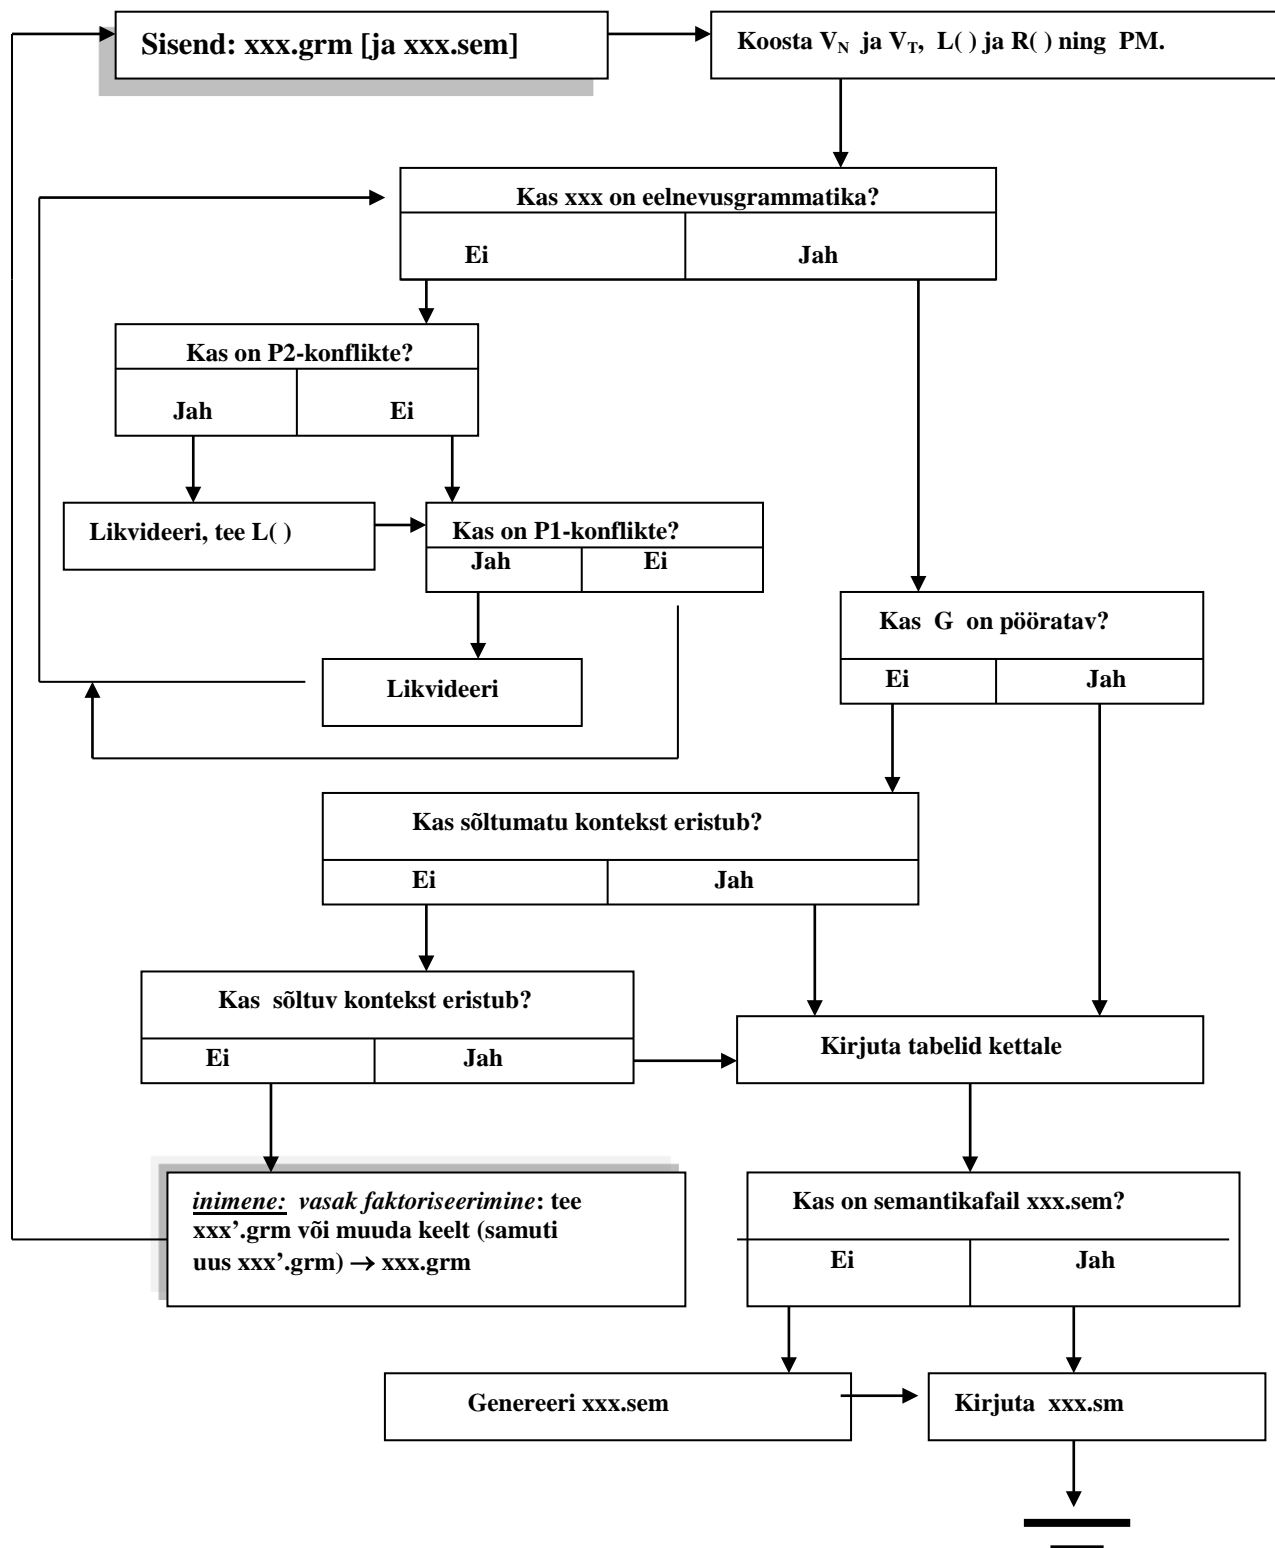 Sisend: xxx.grm [ja xxx.sem]
Koosta V_N ja V_T, L( ) ja R( ) ning PM.
Kas xxx on eelnevusgrammatika?
Ei
Jah
Kas on P2-konflikte?
Jah
Ei
Likvideeri, tee L( )
Kas on P1-konflikte?
Jah
Ei
Likvideeri
Kas G on pööratav?
Ei
Jah
Kas sõltumatu kontekst eristub?
Ei
Jah
Kas sõltuv kontekst eristub?
Ei
Jah
Kirjuta tabelid kettale
inimene: vasak faktoriseerimine: tee
xxx’.grm või muuda keelt (samuti
uus xxx’.grm) → xxx.grm
Kas on semantikafail xxx.sem?
Ei
Jah
Genereeri xxx.sem
Kirjuta xxx.sm